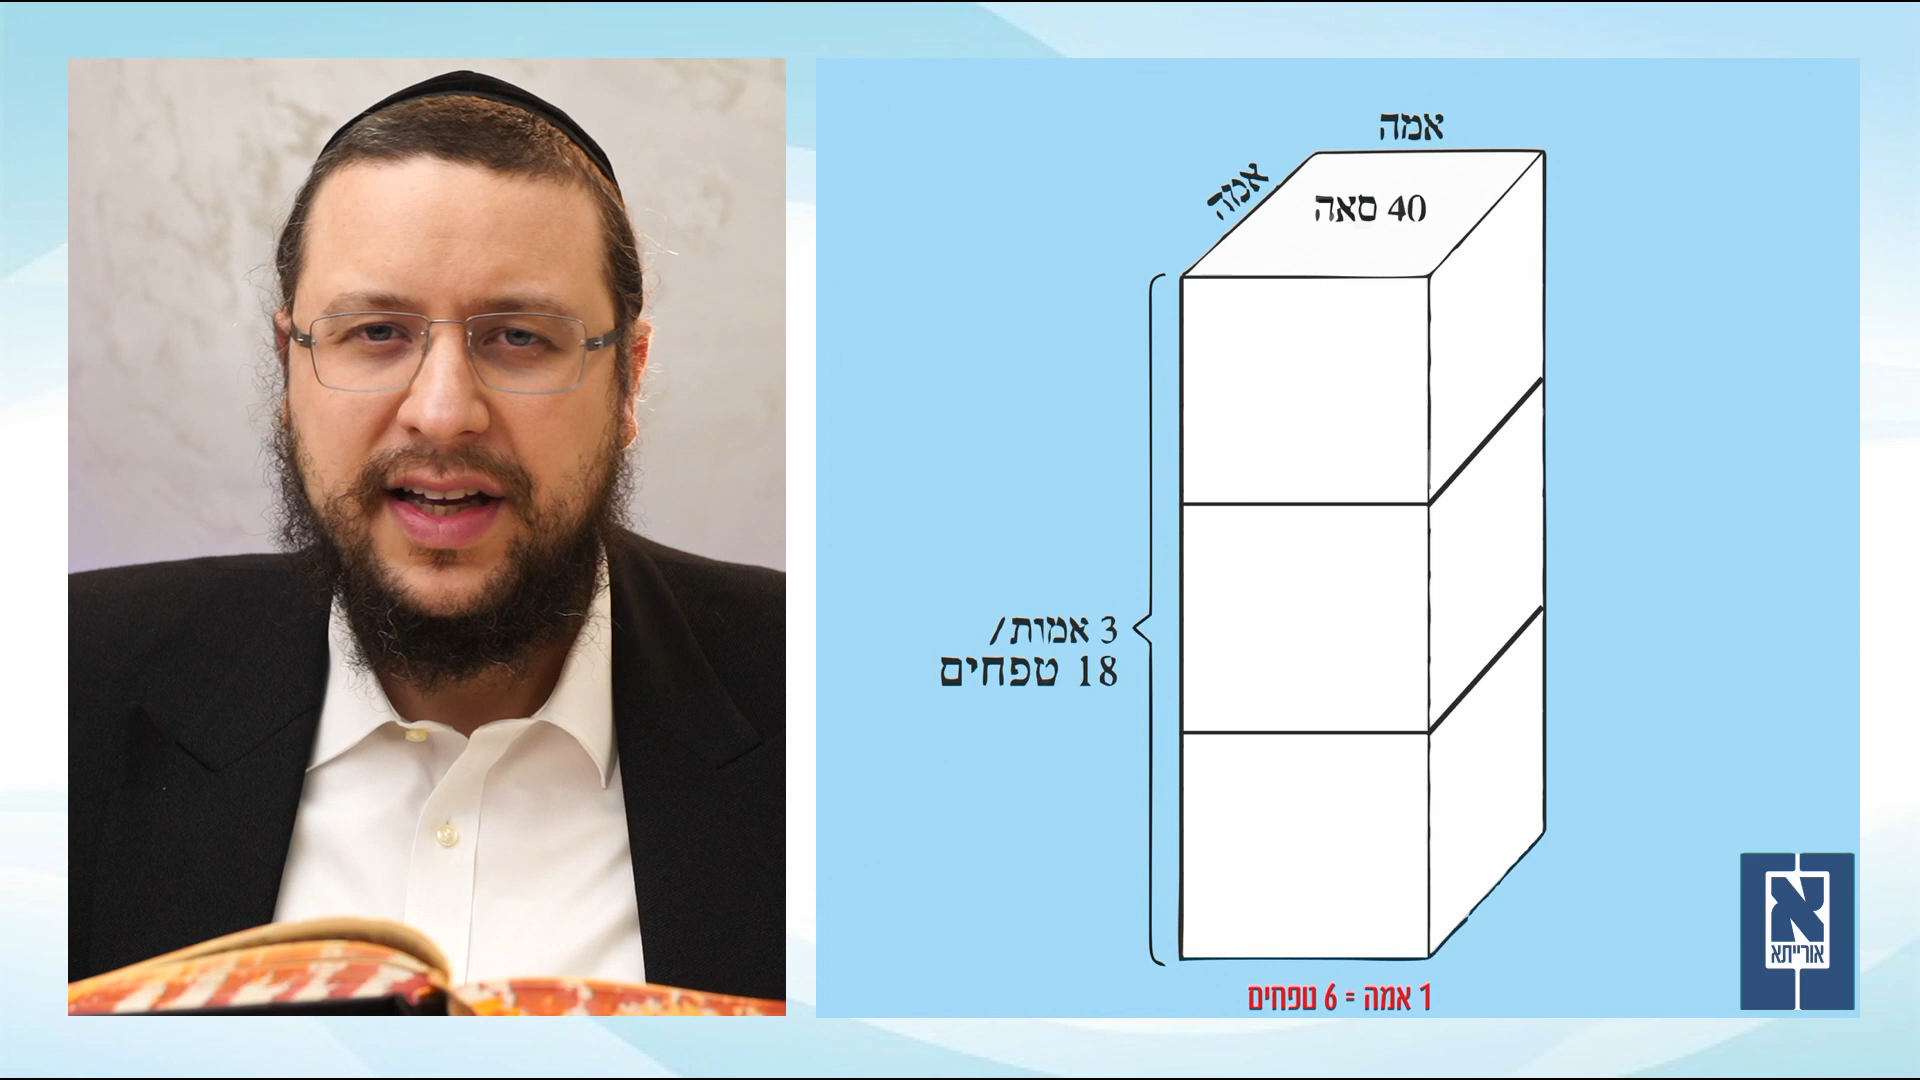 אמה
אמה
40 סאה
3 אמות/
18 טפחים
1 אמה = 6 טפחים
א
אורייתא